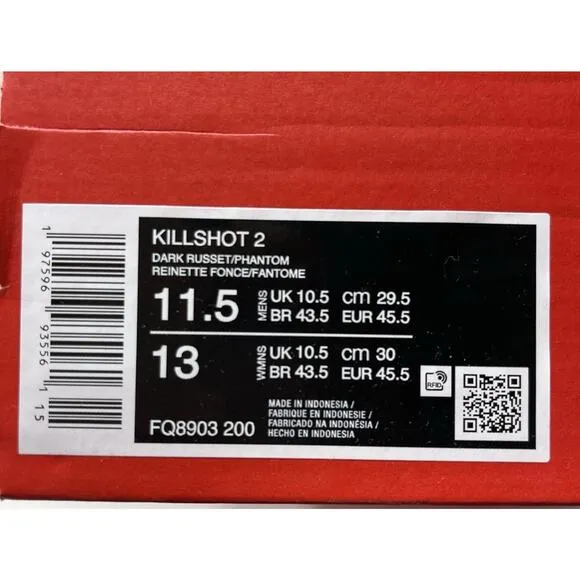 KILLSHOT 2
DARK RUSSET/PHANTOM
REINETTE FONCE/FANTOME
11.5 MENS UK 10.5 cm 29.5
BR 43.5 EUR 45.5
13 WMNS UK 10.5 cm 30
BR 43.5 EUR 45.5
RFID
MADE IN INDONESIA /
FABRIQUE EN INDONESIE /
FABRICADO NA INDONÉSIA /
HECHO EN INDONESIA
FQ8903 200
1 97596 93556 1 15